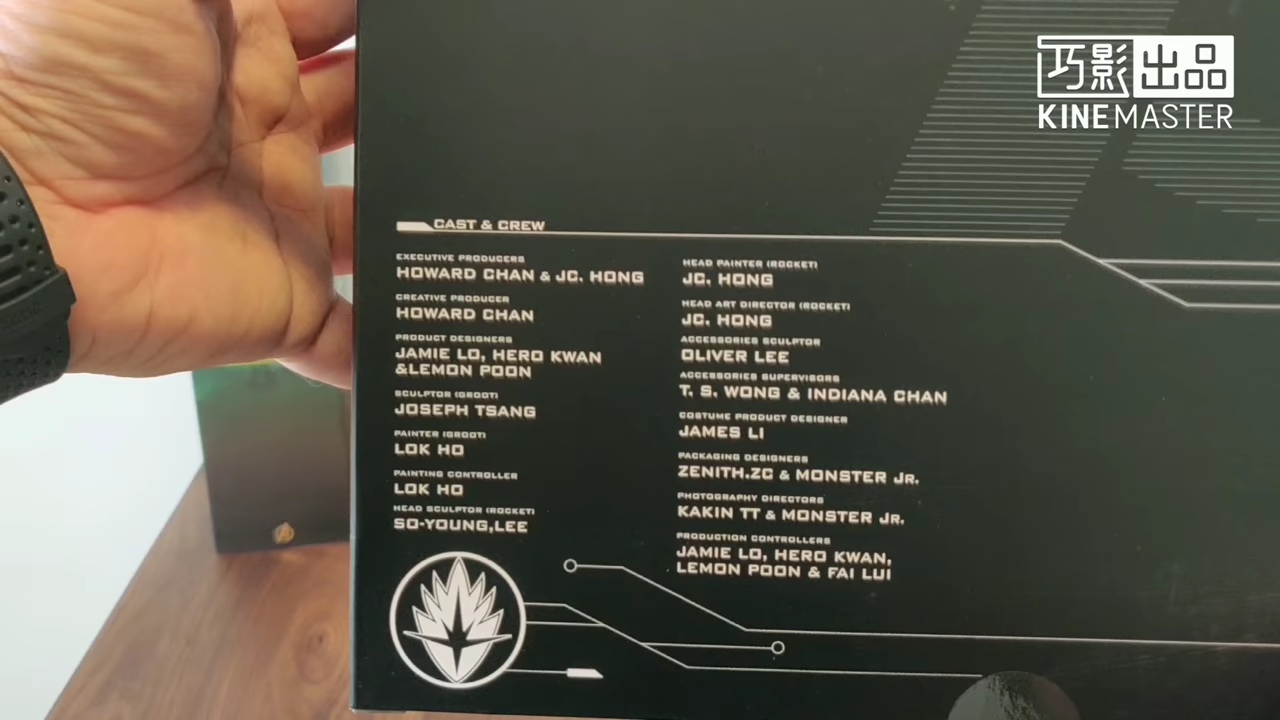 巧影出品
KINEMASTER
CAST & CREW
EXECUTIVE PRODUCERS
HOWARD CHAN & JC. HONG
CREATIVE PRODUCER
HOWARD CHAN
PRODUCT DESIGNERS
JAMIE LO, HERO KWAN
&LEMON POON
SCULPTOR (GROOT)
JOSEPH TSANG
PAINTER (GROOT)
LOK HO
PAINTING CONTROLLER
LOK HO
HEAD SCULPTOR (ROCKET)
SO-YOUNG,LEE
HEAD PAINTER (ROCKET)
JC. HONG
HEAD ART DIRECTOR (ROCKET)
JC. HONG
ACCESSORIES SCULPTOR
OLIVER LEE
ACCESSORIES SUPERVISORS
T. S. WONG & INDIANA CHAN
COSTUME PRODUCT DESIGNER
JAMES LI
PACKAGING DESIGNERS
ZENITH.ZC & MONSTER JR.
PHOTOGRAPHY DIRECTORS
KAKIN TT & MONSTER JR.
PRODUCTION CONTROLLERS
JAMIE LO, HERO KWAN,
LEMON POON & FAI LUI